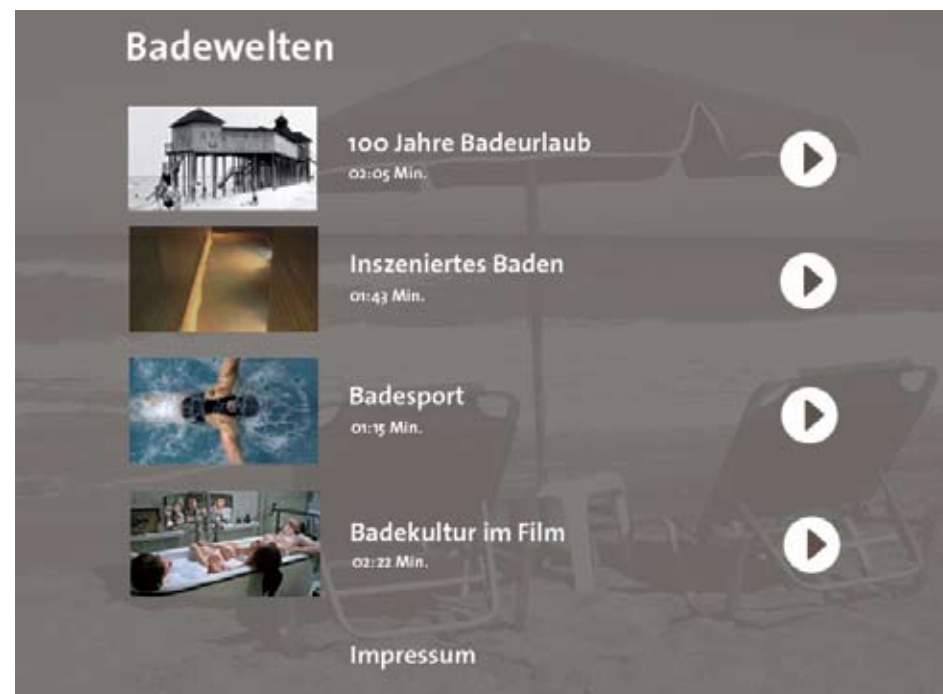 Badewelten
100 Jahre Badeurlaub
02:05 Min.
Inszeniertes Baden
01:43 Min.
Badesport
01:15 Min.
Badekultur im Film
02:22 Min.
Impressum